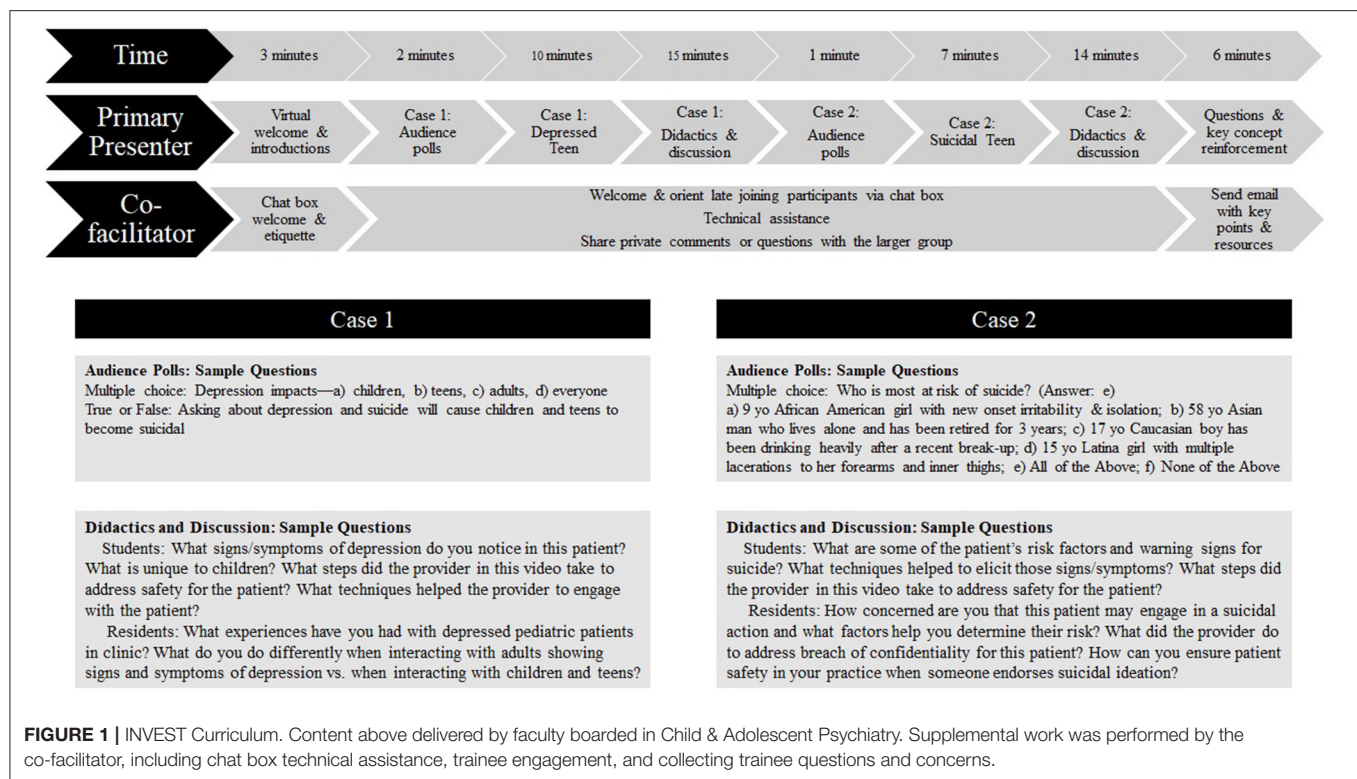 Time
3 minutes
2 minutes
10 minutes
15 minutes
1 minute
7 minutes
14 minutes
6 minutes
Primary
Presenter
Virtual
welcome &
introductions
Case 1:
Audience
polls
Case 1:
Depressed
Teen
Case 1:
Didactics &
discussion
Case 2:
Audience
polls
Case 2:
Suicidal Teen
Case 2:
Didactics &
discussion
Questions &
key concept
reinforcement
Co-
facilitator
Chat box
welcome &
etiquette
Welcome & orient late joining participants via chat box
Technical assistance
Share private comments or questions with the larger group
Send email
with key
points &
resources
Case 1
Audience Polls: Sample Questions
Multiple choice: Depression impacts—a) children, b) teens, c) adults, d) everyone
True or False: Asking about depression and suicide will cause children and teens to
become suicidal
Didactics and Discussion: Sample Questions
Students: What signs/symptoms of depression do you notice in this patient?
What is unique to children? What steps did the provider in this video take to
address safety for the patient? What techniques helped the provider to engage
with the patient?
Residents: What experiences have you had with depressed pediatric patients
in clinic? What do you do differently when interacting with adults showing
signs and symptoms of depression vs. when interacting with children and teens?
Case 2
Audience Polls: Sample Questions
Multiple choice: Who is most at risk of suicide? (Answer: e)
a) 9 yo African American girl with new onset irritability & isolation; b) 58 yo Asian
man who lives alone and has been retired for 3 years; c) 17 yo Caucasian boy has
been drinking heavily after a recent break-up; d) 15 yo Latina girl with multiple
lacerations to her forearms and inner thighs; e) All of the Above; f) None of the Above
Didactics and Discussion: Sample Questions
Students: What are some of the patient's risk factors and warning signs for
suicide? What techniques helped to elicit those signs/symptoms? What steps did
the provider in this video take to address safety for the patient?
Residents: How concerned are you that this patient may engage in a suicidal
action and what factors help you determine their risk? What did the provider do
to address breach of confidentiality for this patient? How can you ensure patient
safety in your practice when someone endorses suicidal ideation?
FIGURE 1 | INVEST Curriculum. Content above delivered by faculty boarded in Child & Adolescent Psychiatry. Supplemental work was performed by the
co-facilitator, including chat box technical assistance, trainee engagement, and collecting trainee questions and concerns.